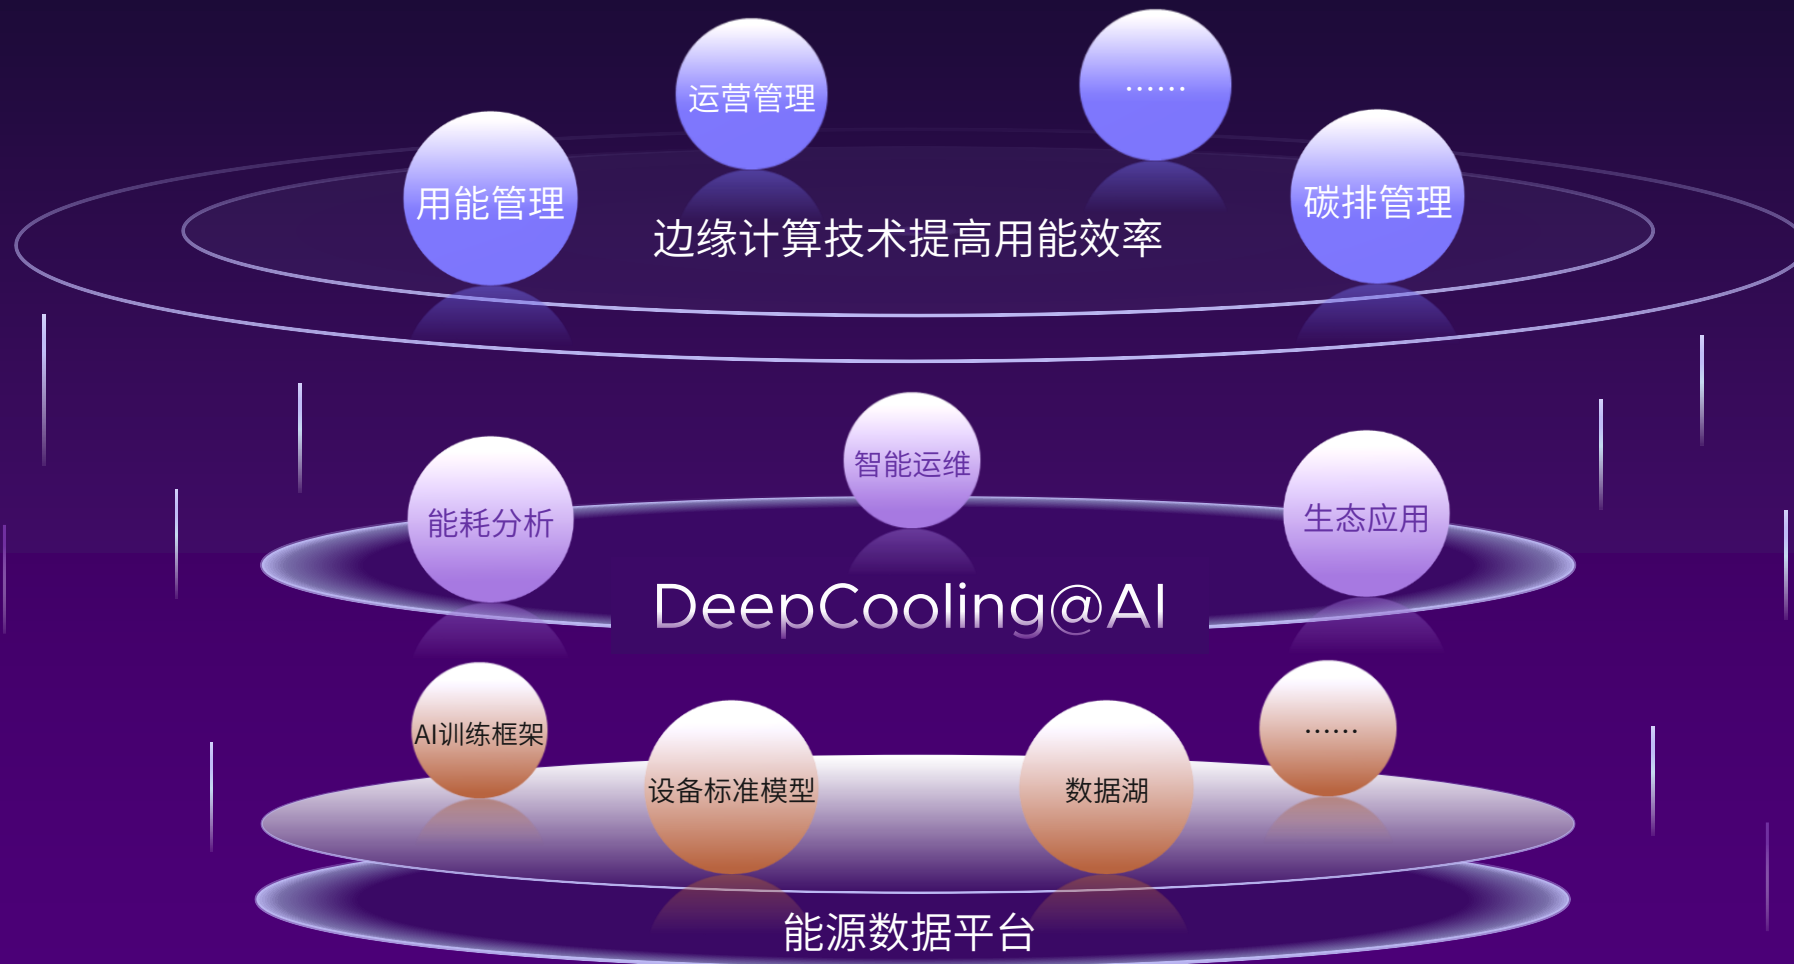 运营管理
……
用能管理
碳排管理
边缘计算技术提高用能效率
智能运维
能耗分析
生态应用
DeepCooling@AI
AI训练框架
……
设备标准模型
数据湖
能源数据平台